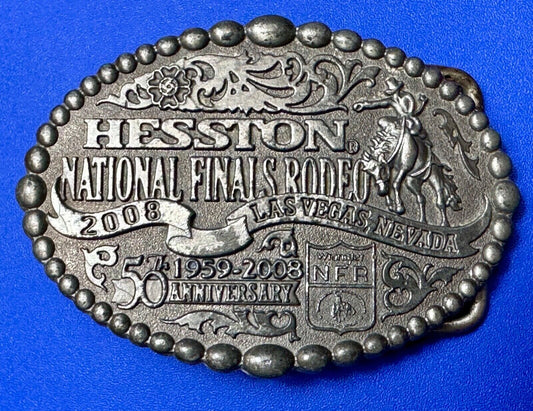 HESSTON®
NATIONAL FINALS RODEO
2008 LAS VEGAS, NEVADA
50th 1959-2008
ANNIVERSARY
NFR